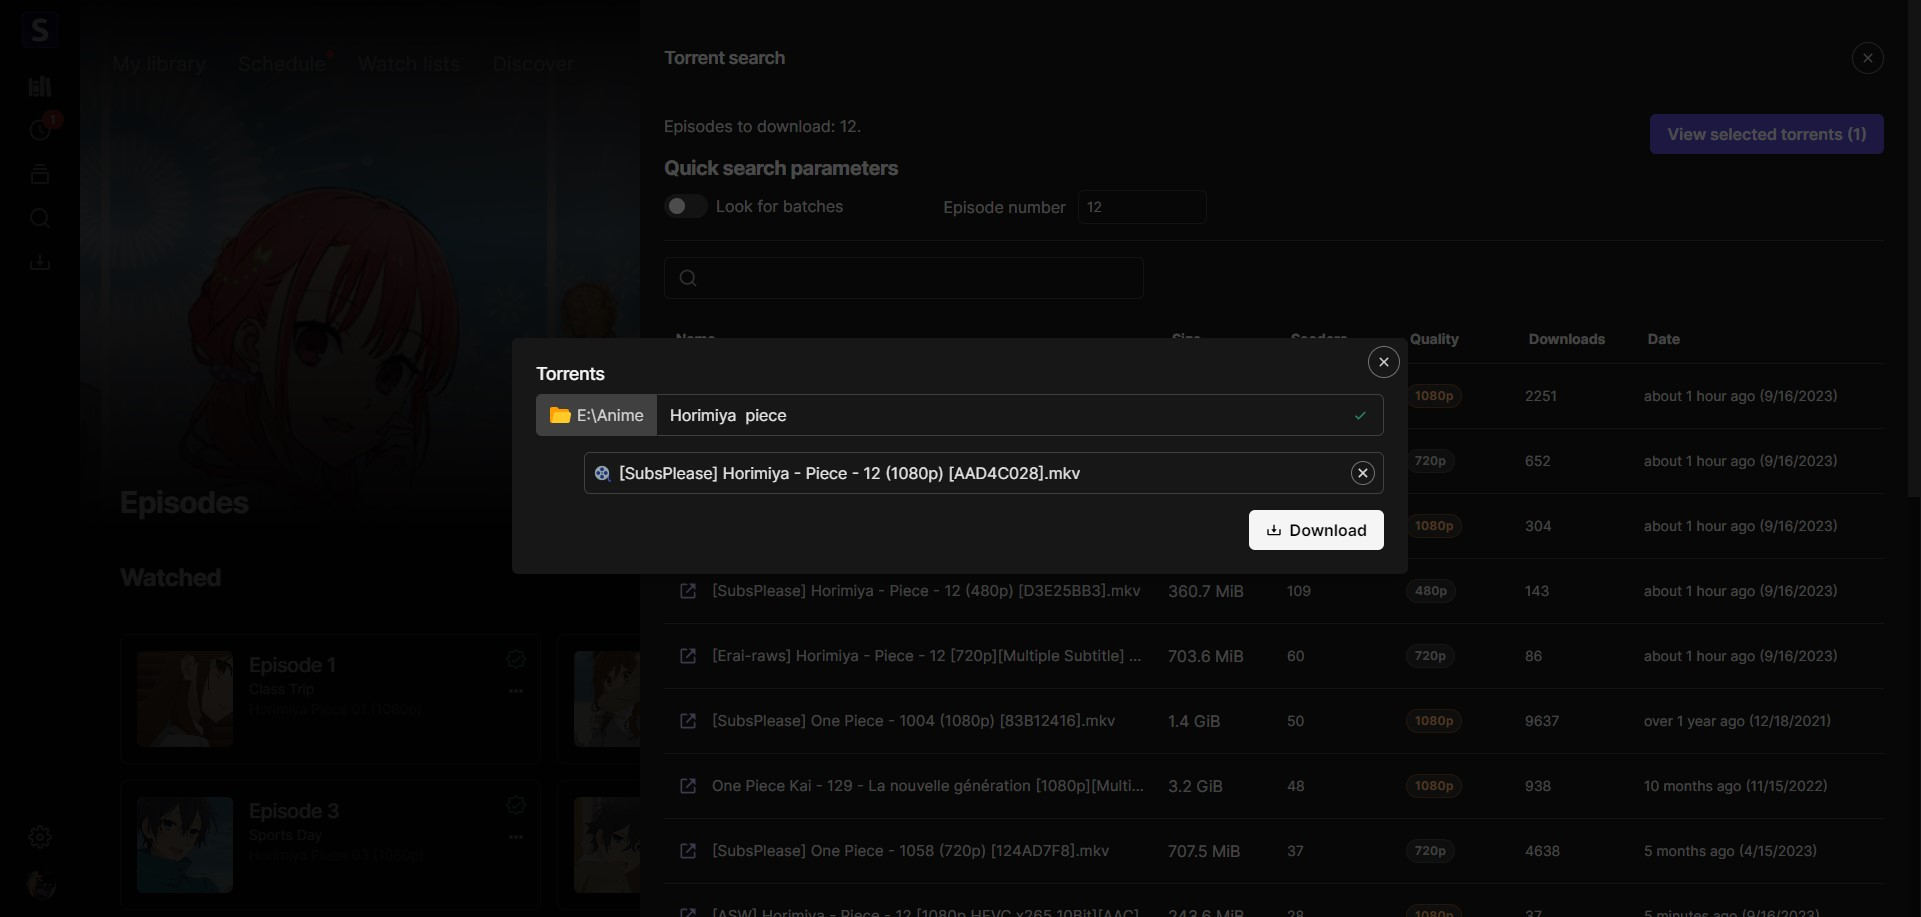 S
My library Schedule Watch lists Discover
1
Torrent search
Episodes to download: 12.
View selected torrents (1)
Quick search parameters
Look for batches Episode number 12
Name Size Seeders Quality Downloads Date
1080p 2251 about 1 hour ago (9/16/2023)
720p 652 about 1 hour ago (9/16/2023)
1080p 304 about 1 hour ago (9/16/2023)
Torrents
E:\Anime Horimiya piece
[SubsPlease] Horimiya - Piece - 12 (1080p) [AAD4C028].mkv
Download
[SubsPlease] Horimiya - Piece - 12 (480p) [D3E25BB3].mkv 360.7 MiB 109 480p 143 about 1 hour ago (9/16/2023)
[Erai-raws] Horimiya - Piece - 12 [720p][Multiple Subtitle] ... 703.6 MiB 60 720p 86 about 1 hour ago (9/16/2023)
[SubsPlease] One Piece - 1004 (1080p) [83B12416].mkv 1.4 GiB 50 1080p 9637 over 1 year ago (12/18/2021)
One Piece Kai - 129 - La nouvelle génération [1080p][Multi... 3.2 GiB 48 1080p 938 10 months ago (11/15/2022)
[SubsPlease] One Piece - 1058 (720p) [124AD7F8].mkv 707.5 MiB 37 720p 4638 5 months ago (4/15/2023)
[ASW] Horimiya - Piece - 12 [1080p HEVC x265 10Bit][AAC] 243.6 MiB 28 1080p 37 5 minutes ago (9/16/2023)
Episodes
Watched
Episode 1
Class Trip
Horimiya Piece 01 (1080p)
Episode 3
Sports Day
Horimiya Piece 03 (1080p)